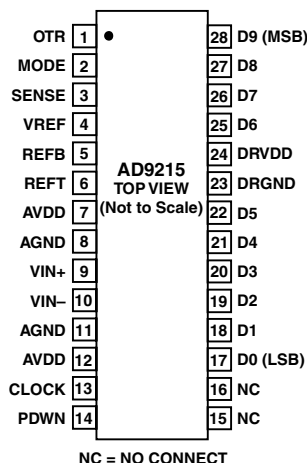 OTR 1 28 D9 (MSB)
MODE 2 27 D8
SENSE 3 26 D7
VREF 4 25 D6
REFB 5 AD9215 24 DRVDD
REFT 6 TOP VIEW 23 DRGND
AVDD 7 (Not to Scale) 22 D5
AGND 8 21 D4
VIN+ 9 20 D3
VIN– 10 19 D2
AGND 11 18 D1
AVDD 12 17 D0 (LSB)
CLOCK 13 16 NC
PDWN 14 15 NC
NC = NO CONNECT